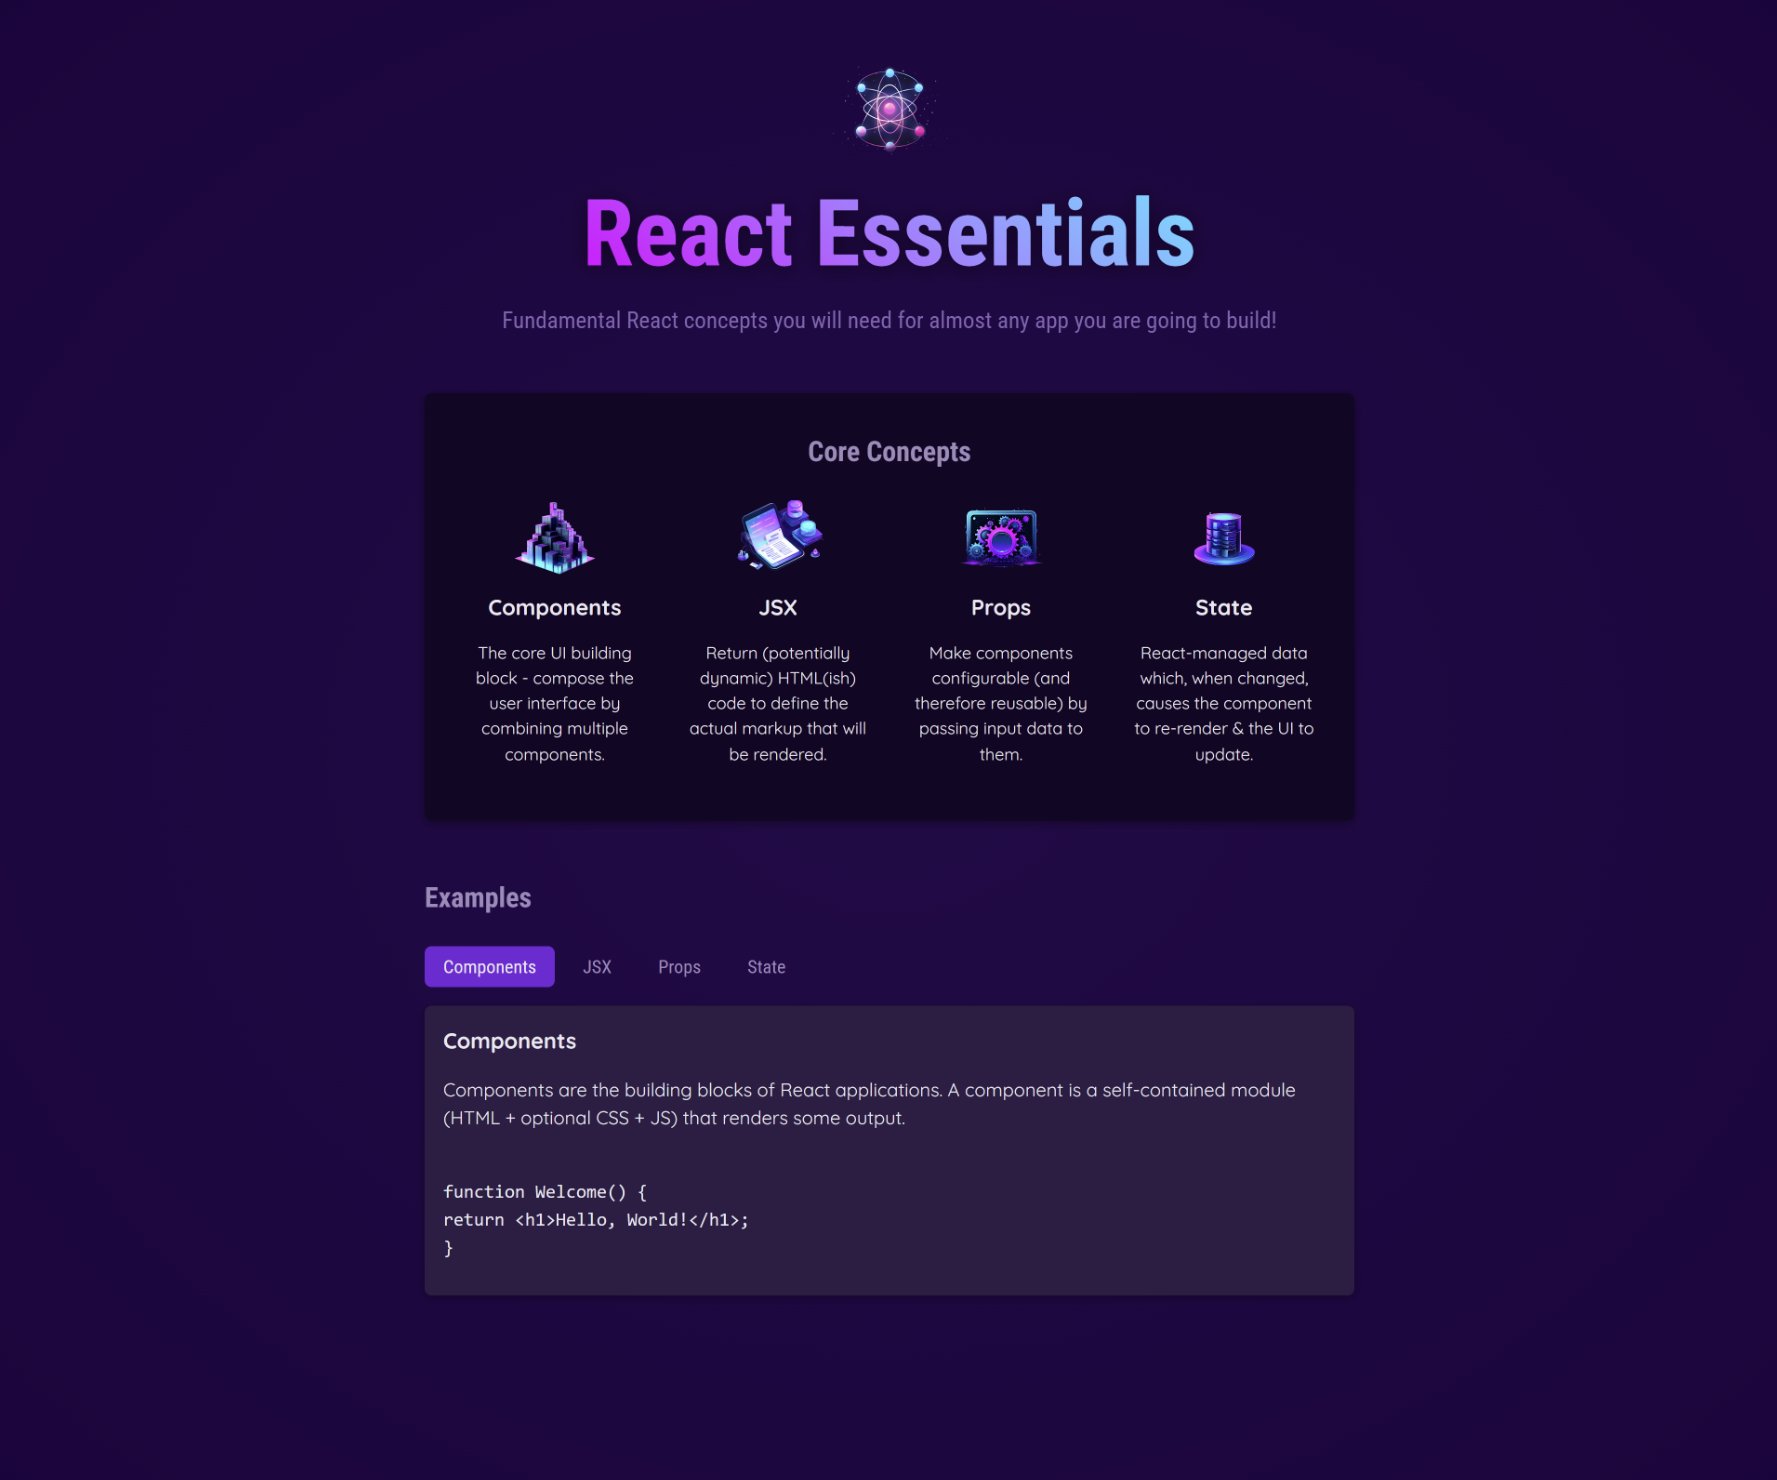 React Essentials
Fundamental React concepts you will need for almost any app you are going to build!
Core Concepts
Components
The core UI building
block - compose the
user interface by
combining multiple
components.
JSX
Return (potentially
dynamic) HTML(ish)
code to define the
actual markup that will
be rendered.
Props
Make components
configurable (and
therefore reusable) by
passing input data to
them.
State
React-managed data
which, when changed,
causes the component
to re-render & the UI to
update.
Examples
Components JSX Props State
Components
Components are the building blocks of React applications. A component is a self-contained module
(HTML + optional CSS + JS) that renders some output.
function Welcome() {
return <h1>Hello, World!</h1>;
}